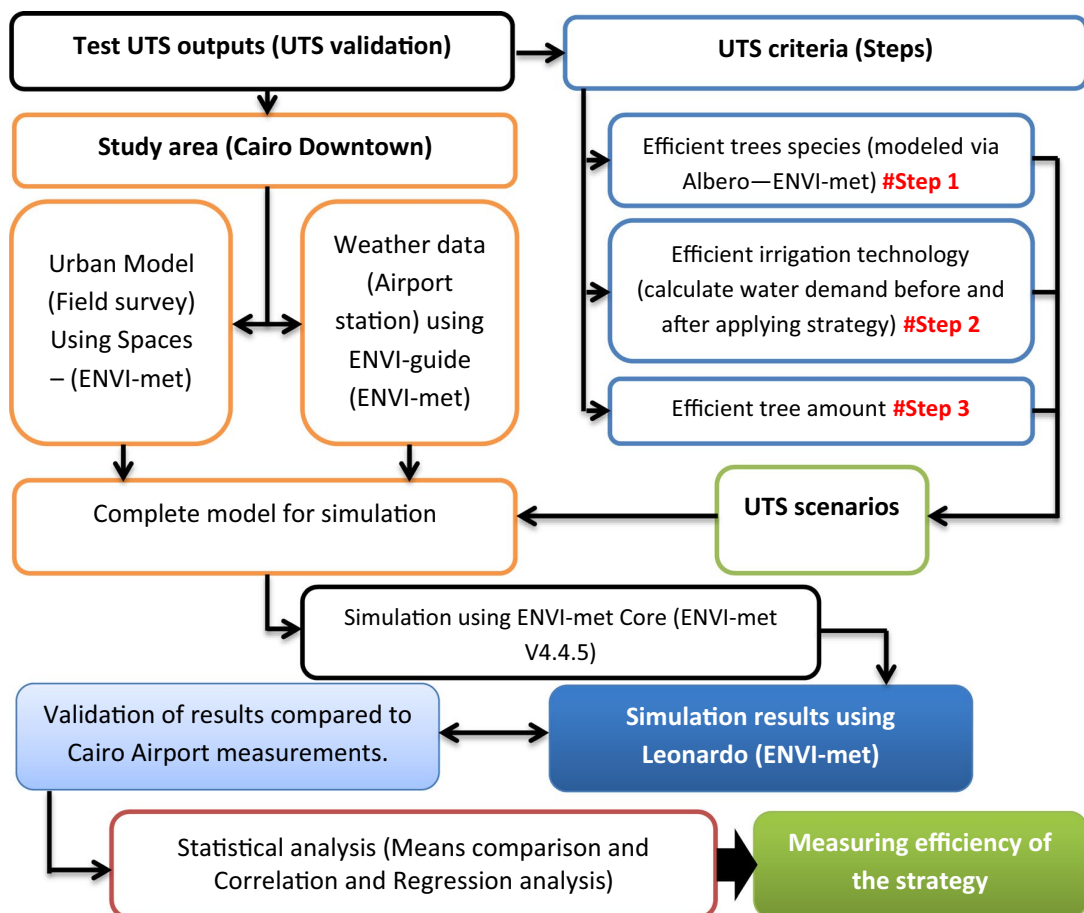 Test UTS outputs (UTS validation)
UTS criteria (Steps)
Study area (Cairo Downtown)
Efficient trees species (modeled via
Albero—ENVI-met) #Step 1
Urban Model
(Field survey)
Using Spaces
– (ENVI-met)
Weather data
(Airport
station) using
ENVI-guide
(ENVI-met)
Efficient irrigation technology
(calculate water demand before and
after applying strategy) #Step 2
Efficient tree amount #Step 3
Complete model for simulation
UTS scenarios
Simulation using ENVI-met Core (ENVI-met
V4.4.5)
Validation of results compared to
Cairo Airport measurements.
Simulation results using
Leonardo (ENVI-met)
Statistical analysis (Means comparison and
Correlation and Regression analysis)
Measuring efficiency of
the strategy